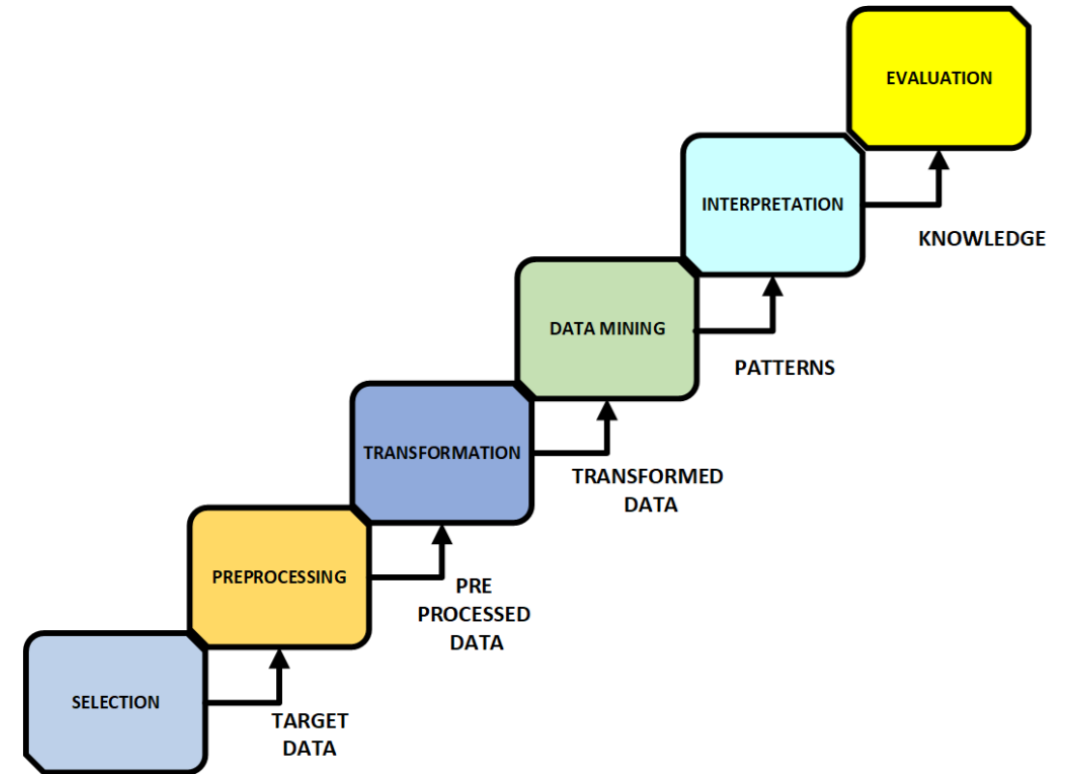 EVALUATION
INTERPRETATION
KNOWLEDGE
DATA MINING
PATTERNS
TRANSFORMATION
TRANSFORMED
DATA
PREPROCESSING
PRE
PROCESSED
DATA
SELECTION
TARGET
DATA